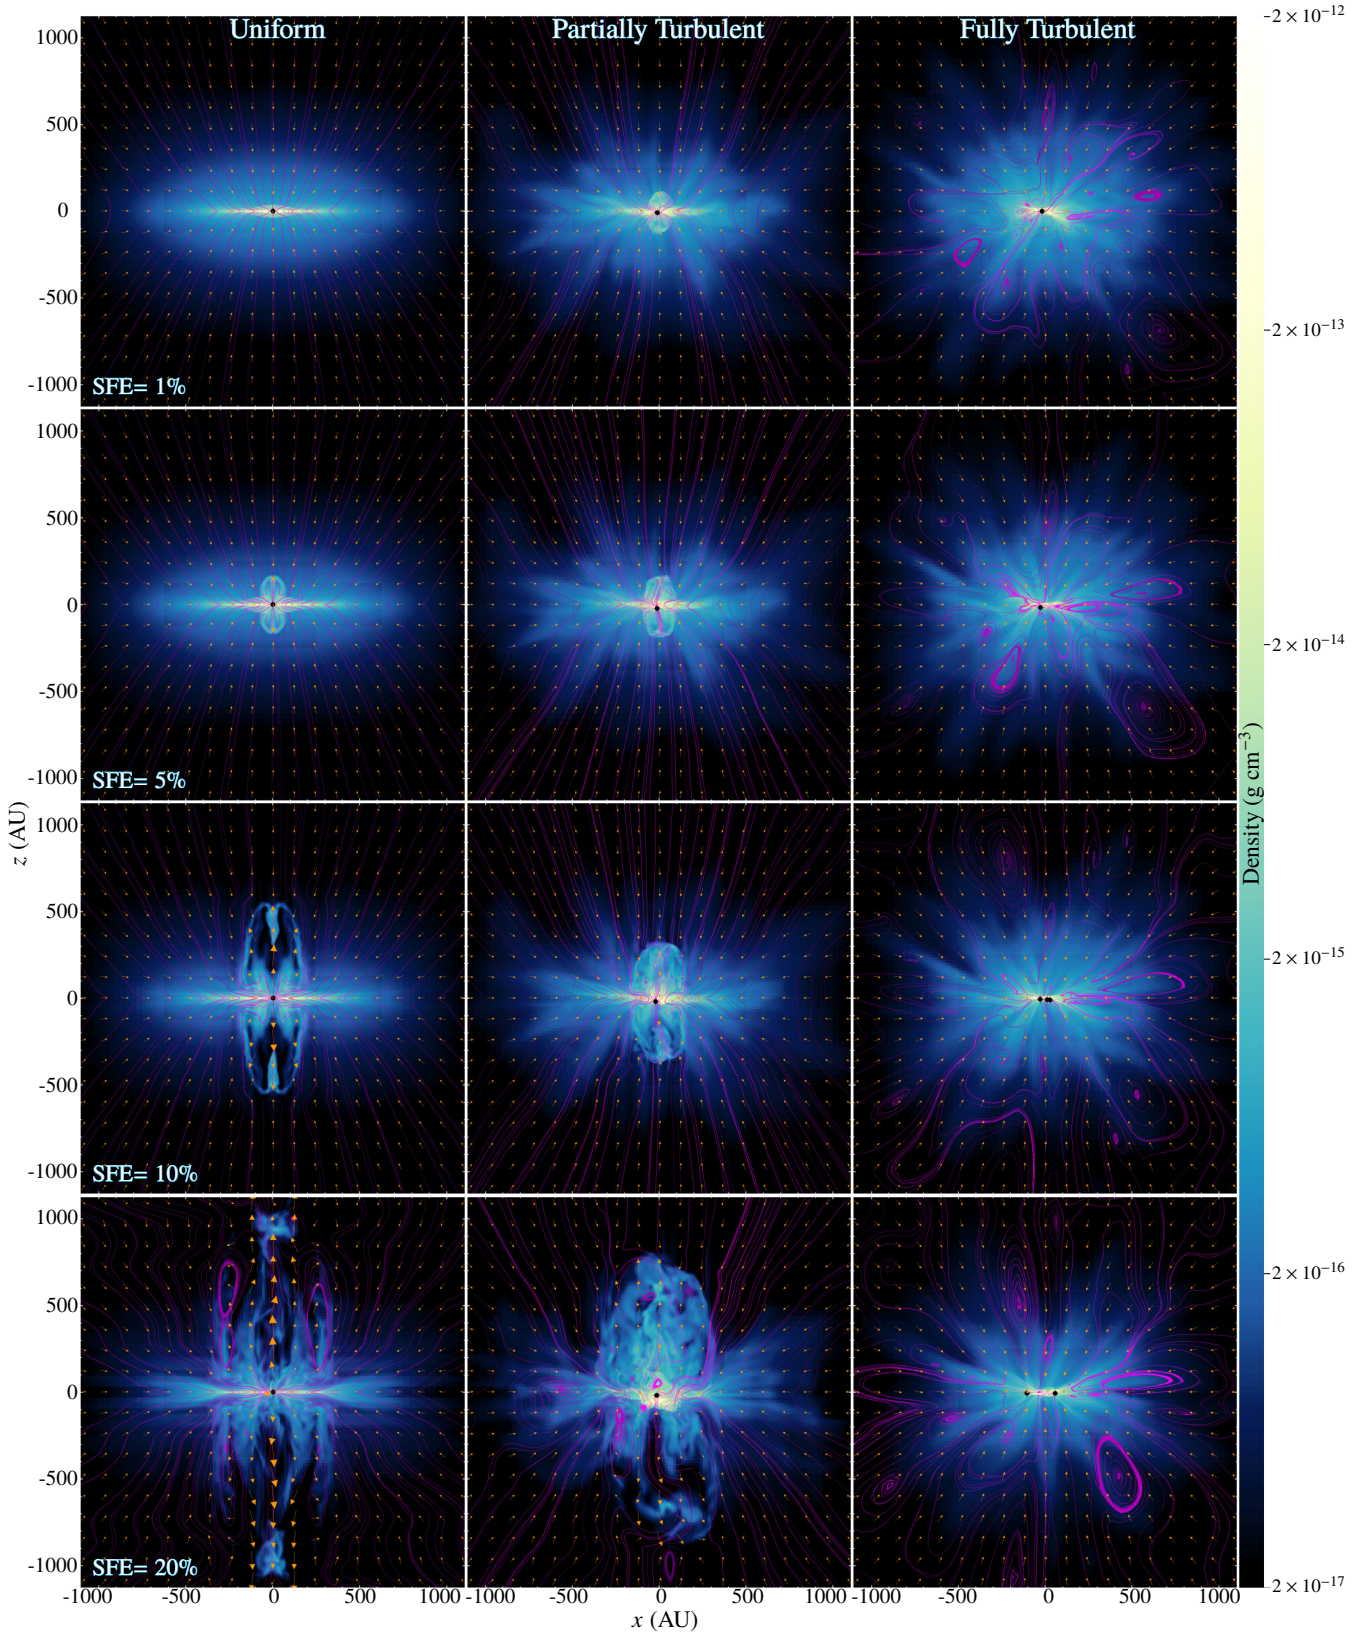 Uniform Partially Turbulent Fully Turbulent
1000
500
0
-500
-1000
SFE= 1%
1000
500
0
-500
-1000
SFE= 5%
1000
500
0
-500
-1000
SFE= 10%
1000
500
0
-500
-1000
SFE= 20%
z (AU)
-1000 -500 0 500 1000 -1000 -500 0 500 1000 -1000 -500 0 500 1000
x (AU)
2 × 10⁻¹²
2 × 10⁻¹³
2 × 10⁻¹⁴
2 × 10⁻¹⁵
2 × 10⁻¹⁶
2 × 10⁻¹⁷
Density (g cm⁻³)